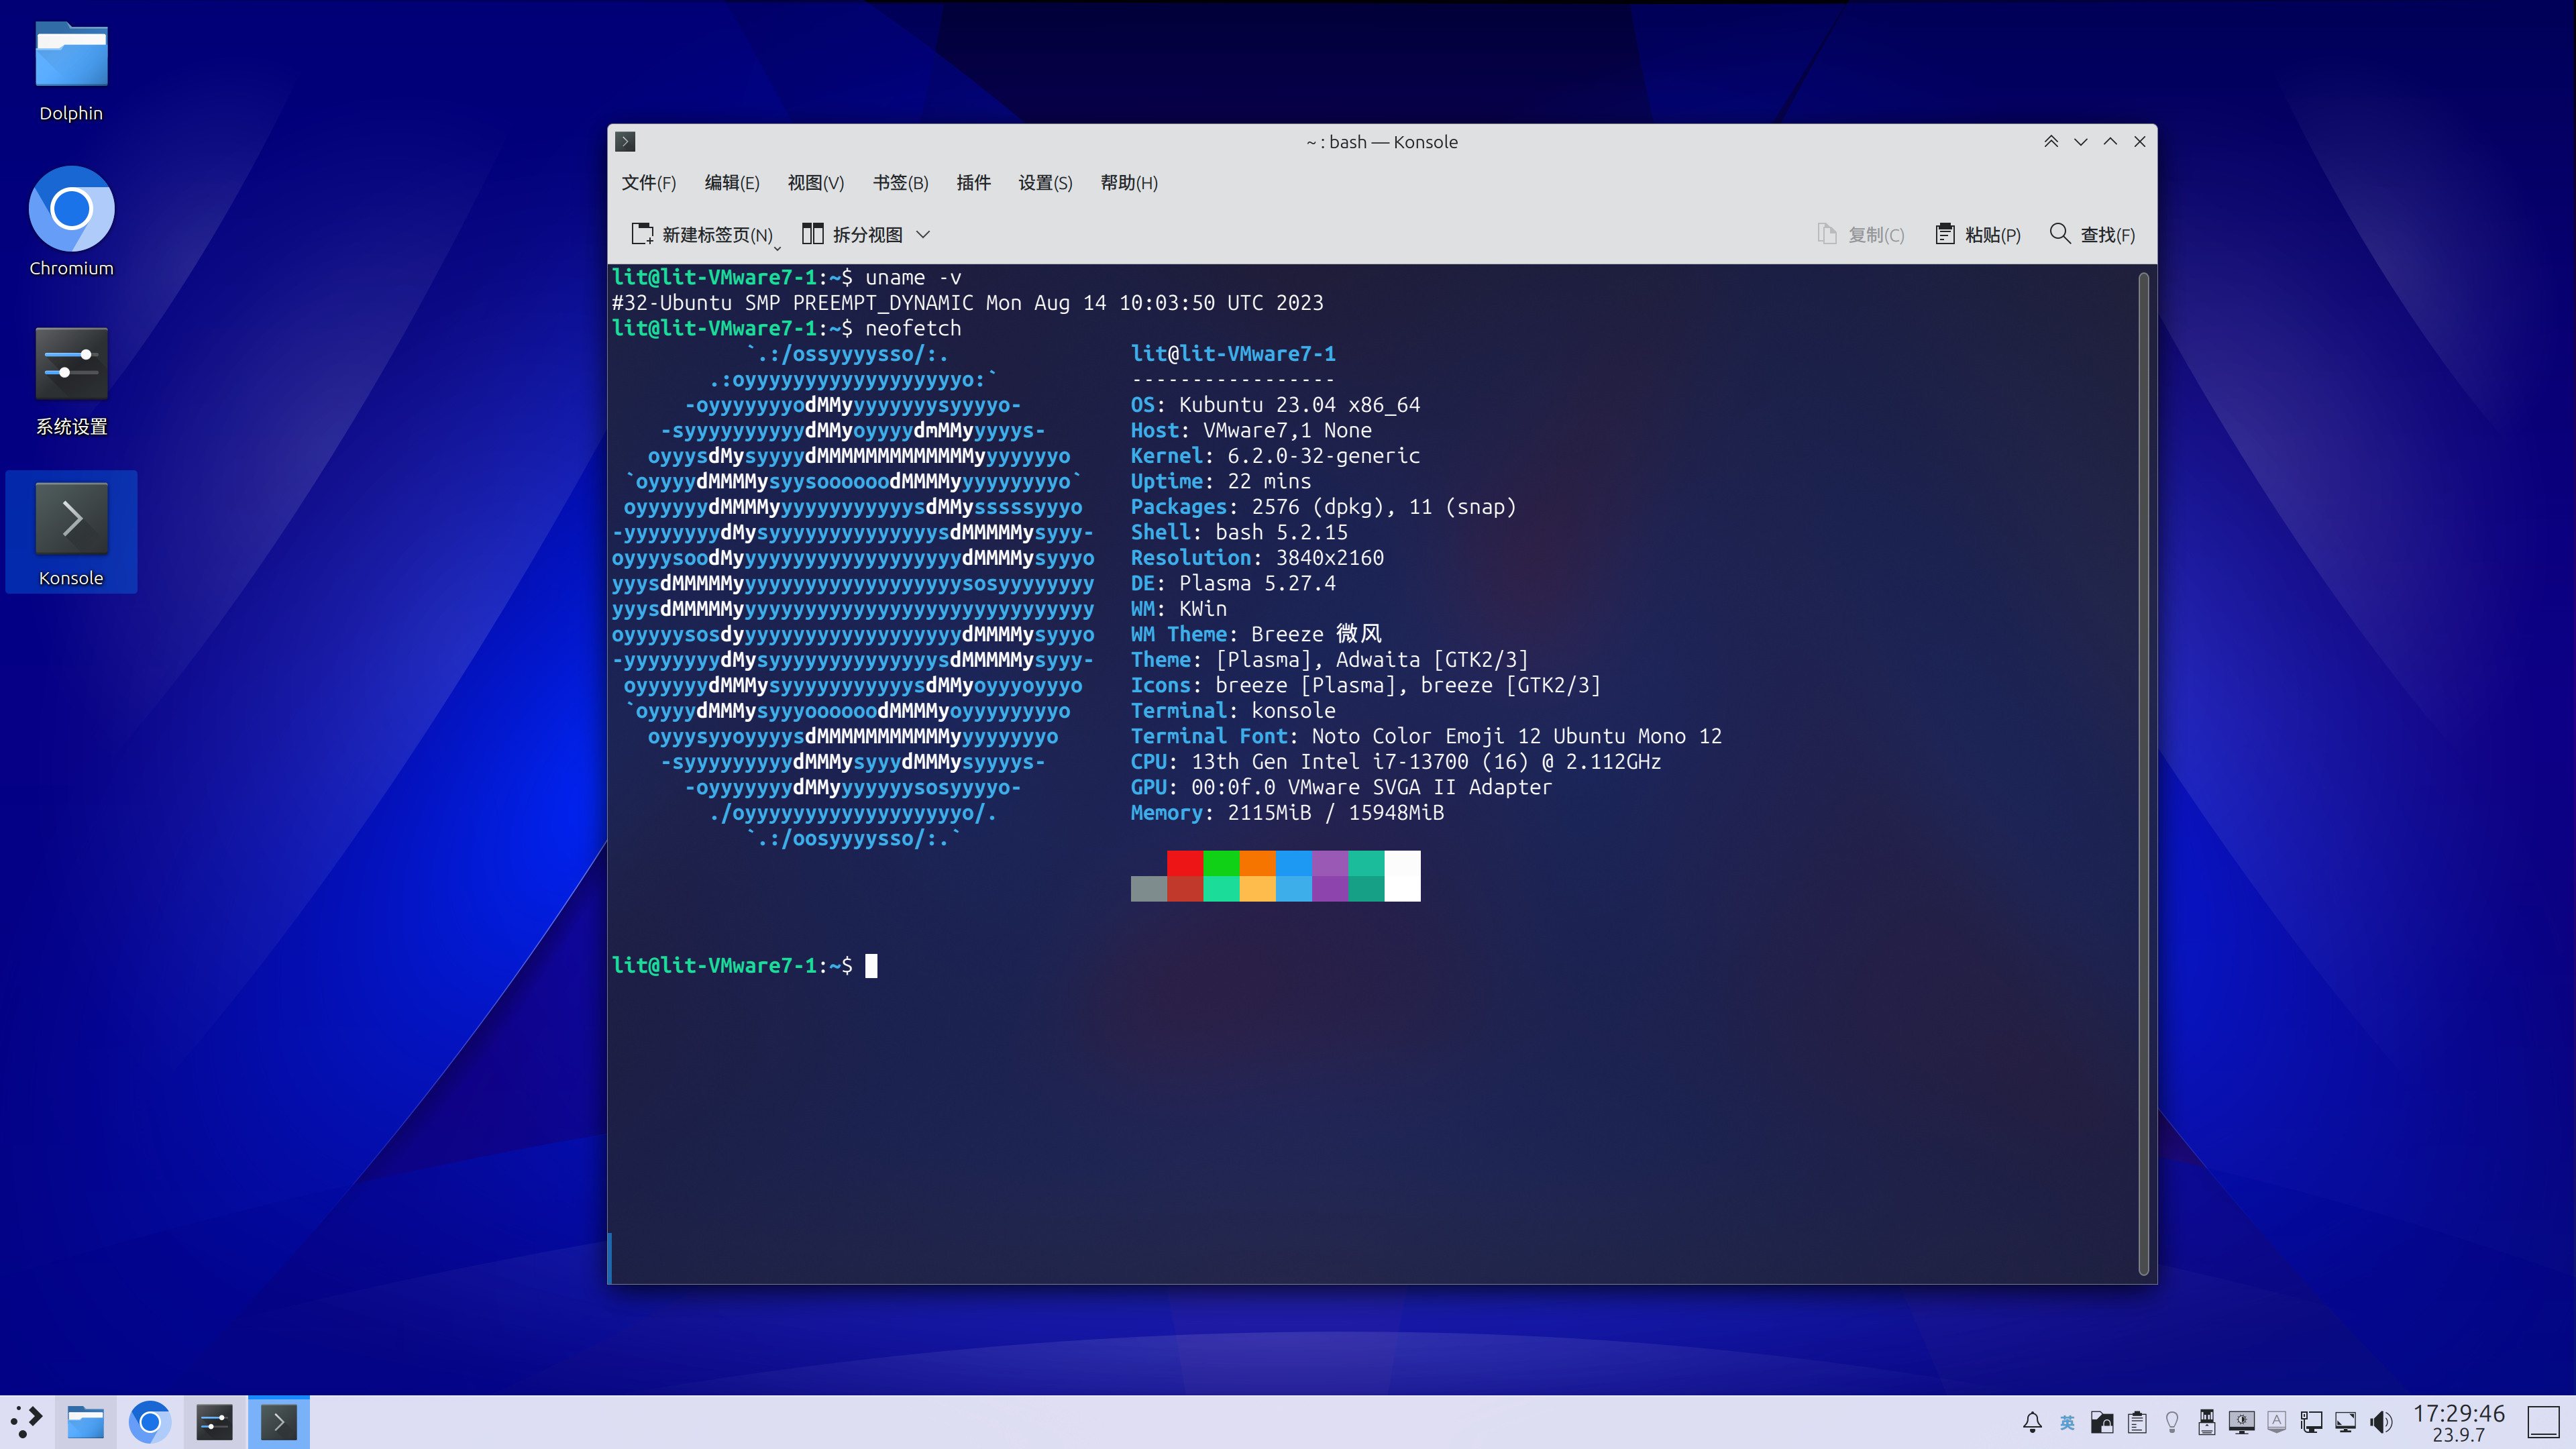 Dolphin
Chromium
系统设置
Konsole
~ : bash — Konsole
文件(F) 编辑(E) 视图(V) 书签(B) 插件 设置(S) 帮助(H)
新建标签页(N) 拆分视图 复制(C) 粘贴(P) 查找(F)
lit@lit-VMware7-1:~$ uname -v
#32-Ubuntu SMP PREEMPT_DYNAMIC Mon Aug 14 10:03:50 UTC 2023
lit@lit-VMware7-1:~$ neofetch
`.:/ossyyyysso/:. lit@lit-VMware7-1
.:oyyyyyyyyyyyyyyyyyyo:` -----------------
-oyyyyyyyodMMyyyyyyyysyyyyo- OS: Kubuntu 23.04 x86_64
-syyyyyyyyyydMMyoyyyydmMMyyyyys- Host: VMware7,1 None
oyyysdMysyyyydMMMMMMMMMMMMMyyyyyyyo Kernel: 6.2.0-32-generic
`oyyyydMMMMysyysoooooodMMMMyyyyyyyyyo` Uptime: 22 mins
oyyyyyydMMMMyyyyyyyyyyyysdMMysssssyyyo Packages: 2576 (dpkg), 11 (snap)
-yyyyyyyydMysyyyyyyyyyyyyyysdMMMMMysyyy- Shell: bash 5.2.15
oyyyysoodMyyyyyyyyyyyyyyyyyyydMMMMysyyyo Resolution: 3840x2160
yyysdMMMMMyyyyyyyyyyyyyyyyyyysosyyyyyyyy DE: Plasma 5.27.4
yyysdMMMMMyyyyyyyyyyyyyyyyyyyyyyyyyyyyyy WM: KWin
oyyyyysosdyyyyyyyyyyyyyyyyyyydMMMMysyyyo WM Theme: Breeze 微风
-yyyyyyyydMysyyyyyyyyyyyyyysdMMMMMysyyy- Theme: [Plasma], Adwaita [GTK2/3]
oyyyyyydMMMysyyyyyyyyyyysdMMyoyyyoyyyo Icons: breeze [Plasma], breeze [GTK2/3]
`oyyyydMMMysyyyoooooodMMMMyoyyyyyyyyo Terminal: konsole
oyyysyyoyyyysdMMMMMMMMMMMyyyyyyyyo Terminal Font: Noto Color Emoji 12 Ubuntu Mono 12
-syyyyyyyyydMMMysyyydMMMysyyyys- CPU: 13th Gen Intel i7-13700 (16) @ 2.112GHz
-oyyyyyyydMMyyyyyyysosyyyyo- GPU: 00:0f.0 VMware SVGA II Adapter
./oyyyyyyyyyyyyyyyyyyo/. Memory: 2115MiB / 15948MiB
`.:/oosyyyysso/:.`
lit@lit-VMware7-1:~$
英
A
17:29:46
23.9.7